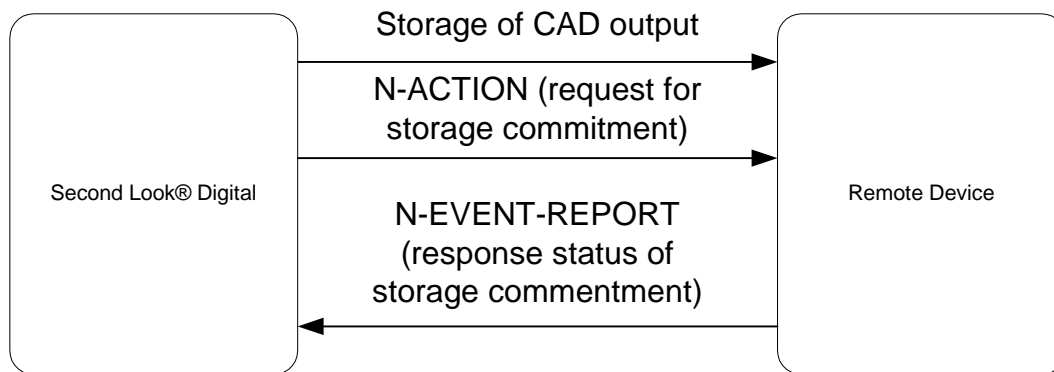 Storage of CAD output
N-ACTION (request for
storage commitment)
Second Look® Digital
Remote Device
N-EVENT-REPORT
(response status of
storage commentment)